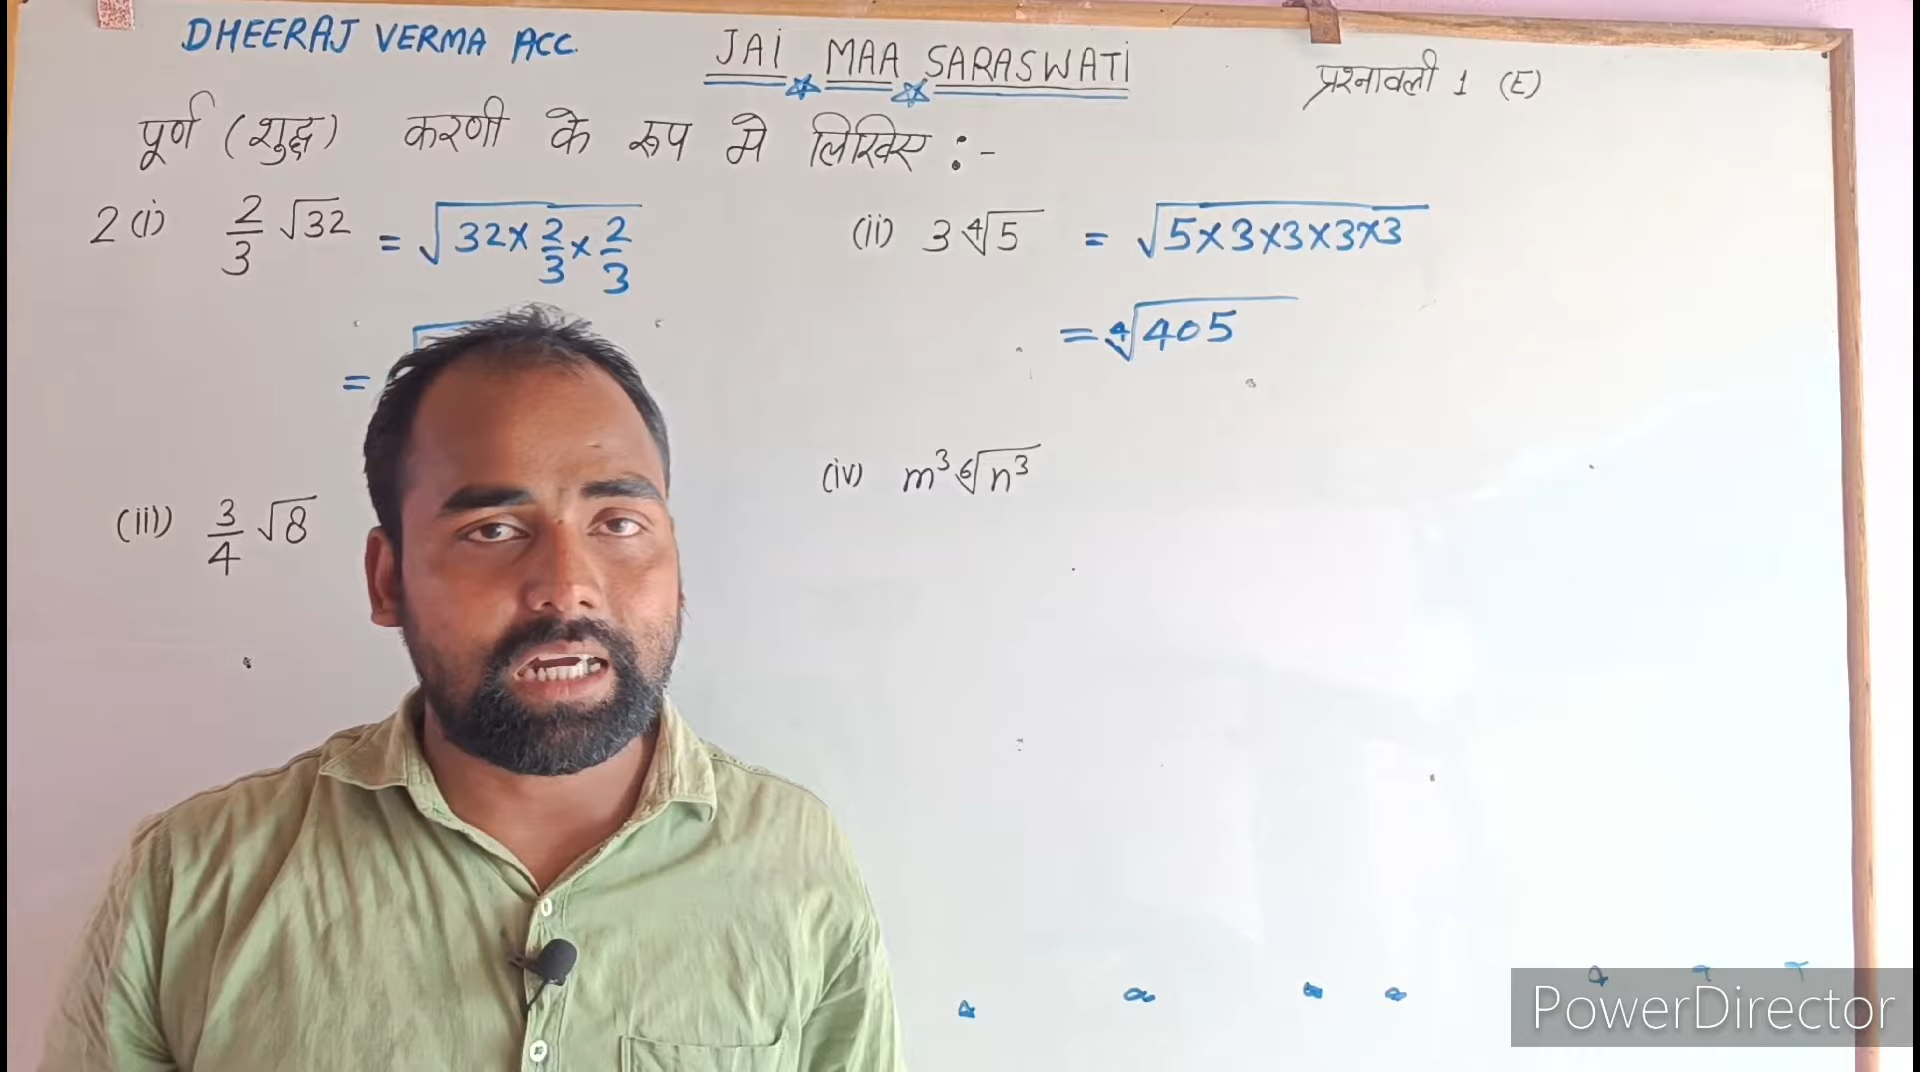 DHEERAJ VERMA ACC.
JAI MAA SARASWATI
प्रश्नावली 1 (E)
पूर्ण (शुद्ध) करणी के रूप मे लिखिए :-
2 (i) 2/3 √32 = √32 × 2/3 × 2/3
(ii) 3 ∜5 = √5×3×3×3×3
=
= ∜405
(iii) 3/4 √8
(iv) m³ ⁶√n³
PowerDirector